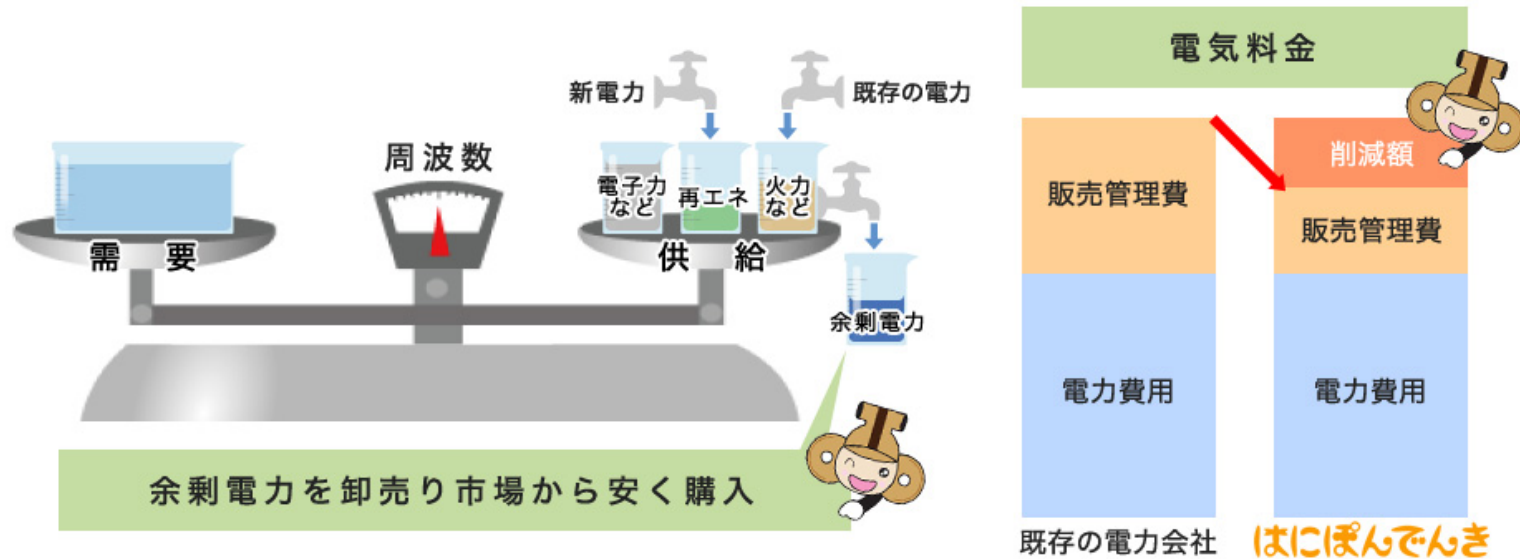 新電力
既存の電力
周波数
電子力
など
再エネ
火力
など
需要
供給
余剰電力
余剰電力を卸売り市場から安く購入
電気料金
販売管理費
電力費用
既存の電力会社
削減額
販売管理費
電力費用
はにぽんでんき